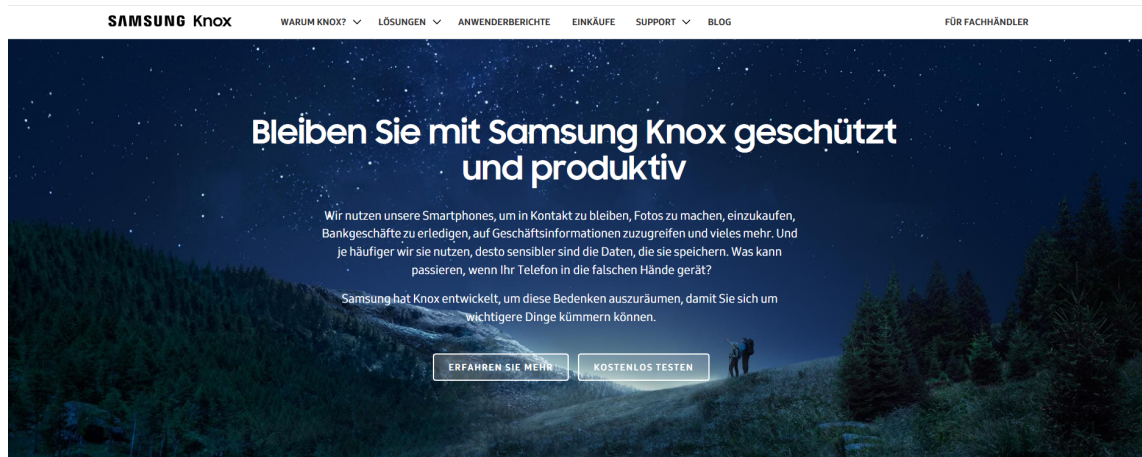 SAMSUNG Knox
WARUM KNOX?
LÖSUNGEN
ANWENDERBERICHTE
EINKÄUFE
SUPPORT
BLOG
FÜR FACHHÄNDLER
Bleiben Sie mit Samsung Knox geschützt
und produktiv
Wir nutzen unsere Smartphones, um in Kontakt zu bleiben, Fotos zu machen, einzukaufen,
Bankgeschäfte zu erledigen, auf Geschäftsinformationen zuzugreifen und vieles mehr. Und
je häufiger wir sie nutzen, desto sensibler sind die Daten, die sie speichern. Was kann
passieren, wenn Ihr Telefon in die falschen Hände gerät?
Samsung hat Knox entwickelt, um diese Bedenken auszuräumen, damit Sie sich um
wichtigere Dinge kümmern können.
ERFAHREN SIE MEHR
KOSTENLOS TESTEN